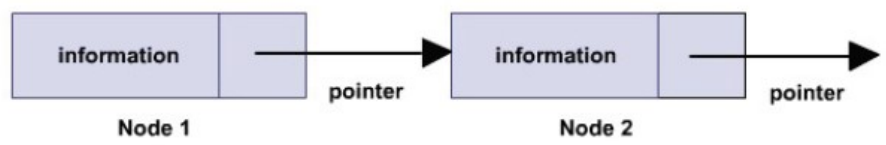 information
information
pointer
pointer
Node 1
Node 2